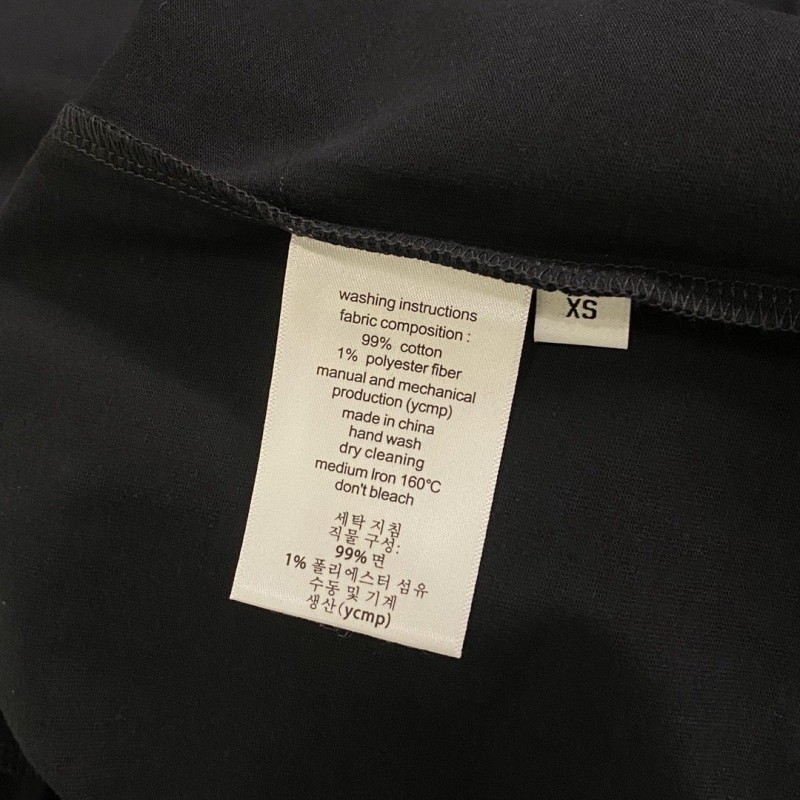 washing instructions
fabric composition :
99% cotton
1% polyester fiber
manual and mechanical
production (ycmp)
made in china
hand wash
dry cleaning
medium Iron 160°C
don't bleach
세탁 지침
직물 구성:
99% 면
1% 폴리에스터 섬유
수동 및 기계
생산(ycmp)
XS